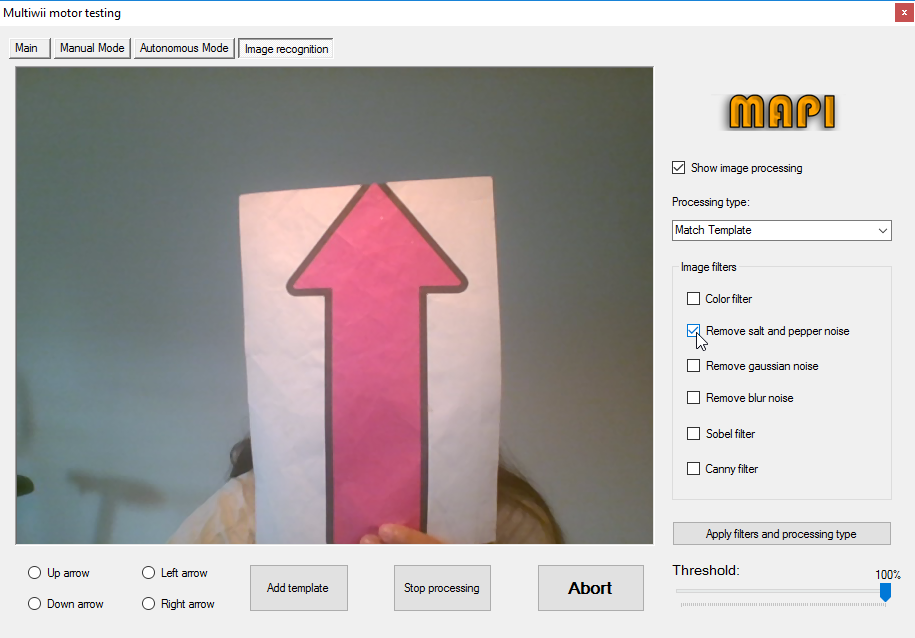 Multiwii motor testing
x
Main
Manual Mode
Autonomous Mode
Image recognition
MAPI
Show image processing
Processing type:
Match Template
Image filters
Color filter
Remove salt and pepper noise
Remove gaussian noise
Remove blur noise
Sobel filter
Canny filter
Apply filters and processing type
Threshold:
100%
Up arrow
Left arrow
Down arrow
Right arrow
Add template
Stop processing
Abort